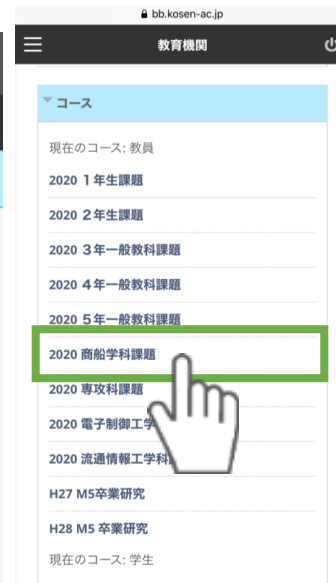 bb.kosen-ac.jp
教育機関
コース
現在のコース: 教員
2020 １年生課題
2020 ２年生課題
2020 ３年一般教科課題
2020 ４年一般教科課題
2020 ５年一般教科課題
2020 商船学科課題
2020 専攻科課題
2020 電子制御工学
2020 流通情報工学科
H27 M5卒業研究
H28 M5 卒業研究
現在のコース: 学生